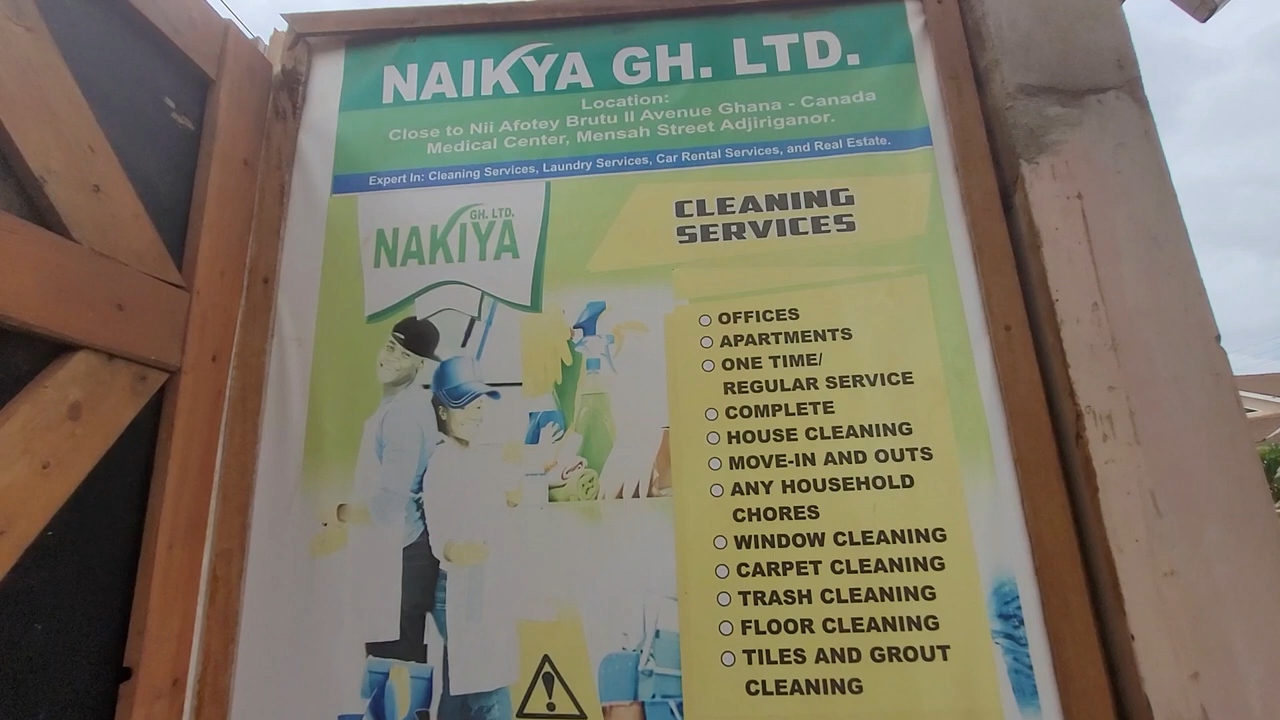 NAIKYA GH. LTD.
Location:
Close to Nii Afotey Brutu II Avenue Ghana - Canada
Medical Center, Mensah Street Adjiriganor.
Expert In: Cleaning Services, Laundry Services, Car Rental Services, and Real Estate.
GH. LTD.
NAKIYA
CLEANING
SERVICES
OFFICES
APARTMENTS
ONE TIME/
REGULAR SERVICE
COMPLETE
HOUSE CLEANING
MOVE-IN AND OUTS
ANY HOUSEHOLD
CHORES
WINDOW CLEANING
CARPET CLEANING
TRASH CLEANING
FLOOR CLEANING
TILES AND GROUT
CLEANING